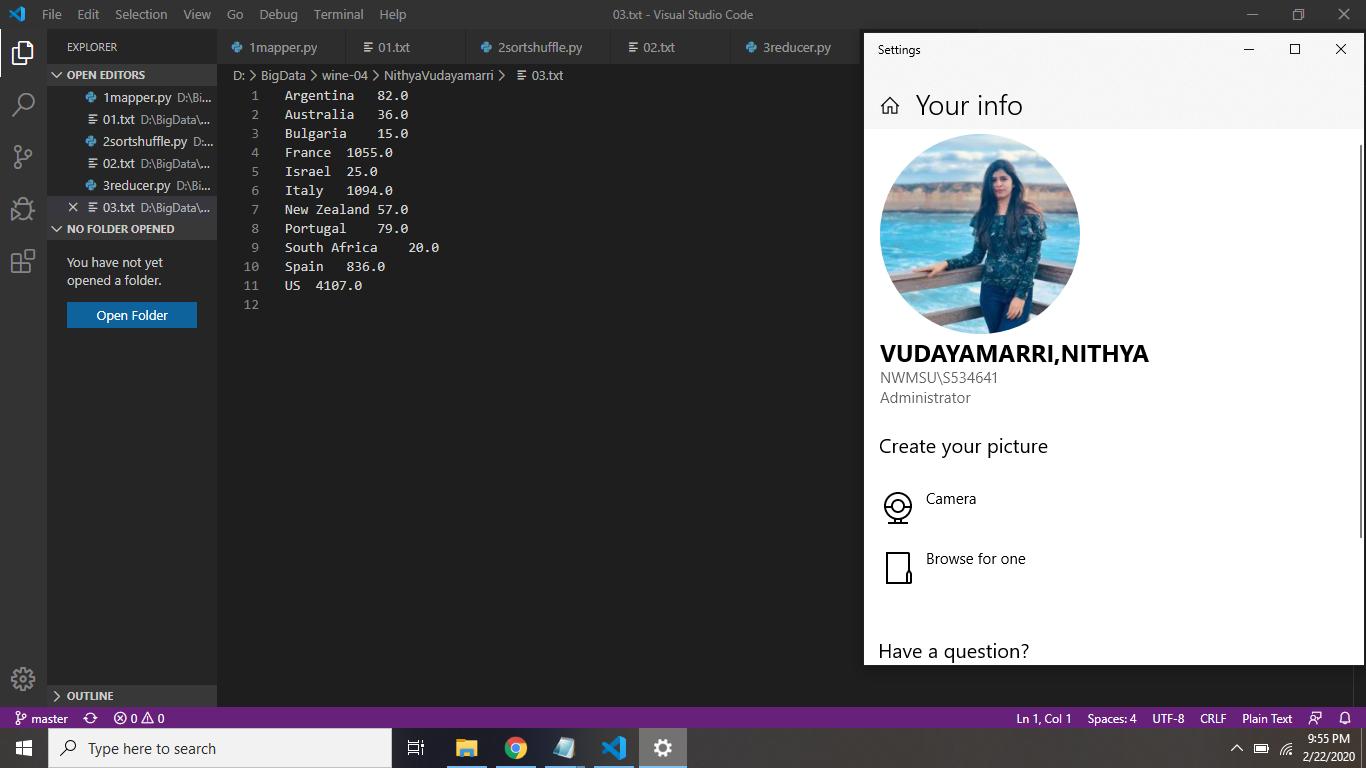 File Edit Selection View Go Debug Terminal Help
03.txt - Visual Studio Code
EXPLORER
OPEN EDITORS
1mapper.py D:\Bi...
01.txt D:\BigData\...
2sortshuffle.py D:...
02.txt D:\BigData\...
3reducer.py D:\Bi...
03.txt D:\BigData\...
NO FOLDER OPENED
You have not yet
opened a folder.
Open Folder
OUTLINE
1mapper.py 01.txt 2sortshuffle.py 02.txt 3reducer.py
D: > BigData > wine-04 > NithyaVudayamarri > 03.txt
1 Argentina 82.0
2 Australia 36.0
3 Bulgaria 15.0
4 France 1055.0
5 Israel 25.0
6 Italy 1094.0
7 New Zealand 57.0
8 Portugal 79.0
9 South Africa 20.0
10 Spain 836.0
11 US 4107.0
12
Settings
Your info
VUDAYAMARRI,NITHYA
NWMSU\S534641
Administrator
Create your picture
Camera
Browse for one
Have a question?
master 0 0
Ln 1, Col 1 Spaces: 4 UTF-8 CRLF Plain Text
Type here to search
9:55 PM
2/22/2020